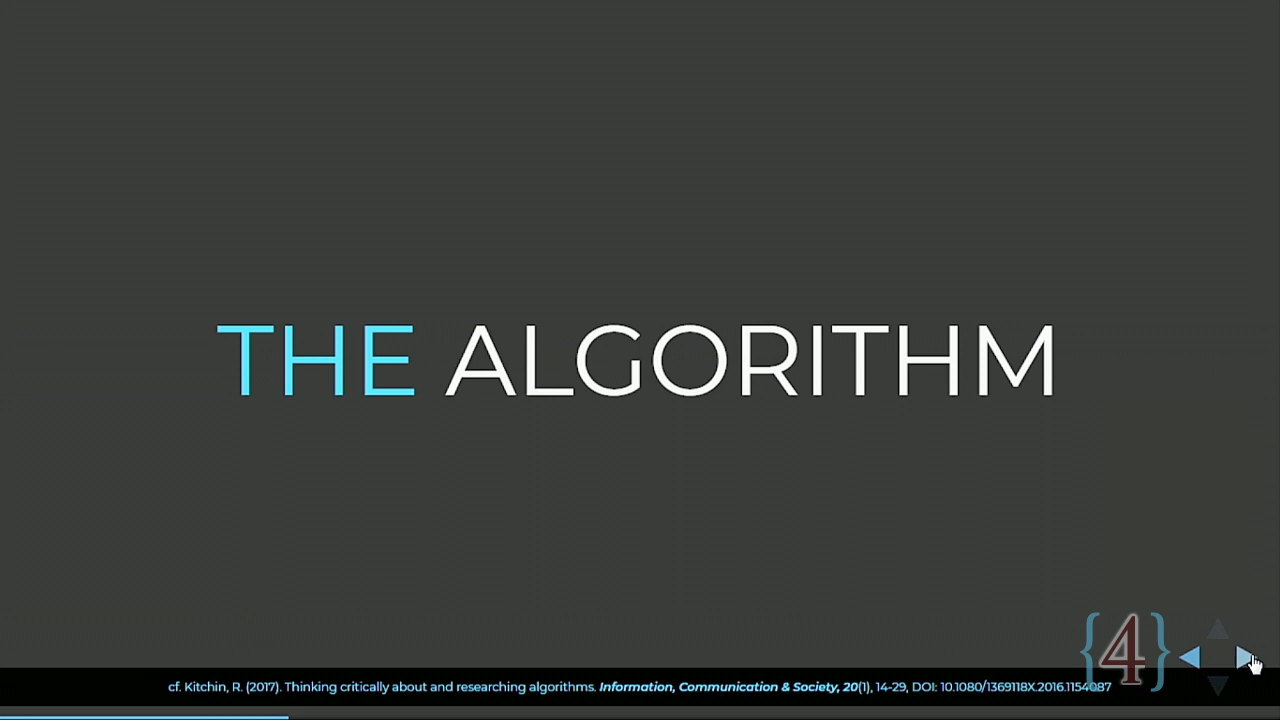 THE ALGORITHM
{4}
cf. Kitchin, R. (2017). Thinking critically about and researching algorithms. Information, Communication & Society, 20(1), 14-29, DOI: 10.1080/1369118X.2016.1154087